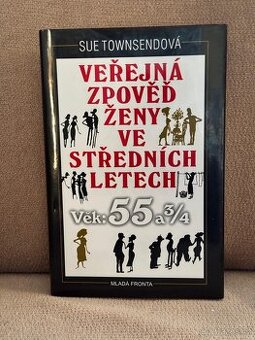 SUE TOWNSENDOVÁ
VEŘEJNÁ
ZPOVĚĎ
ŽENY VE
STŘEDNÍCH
LETECH
Věk: 55 a 3/4
MLADÁ FRONTA